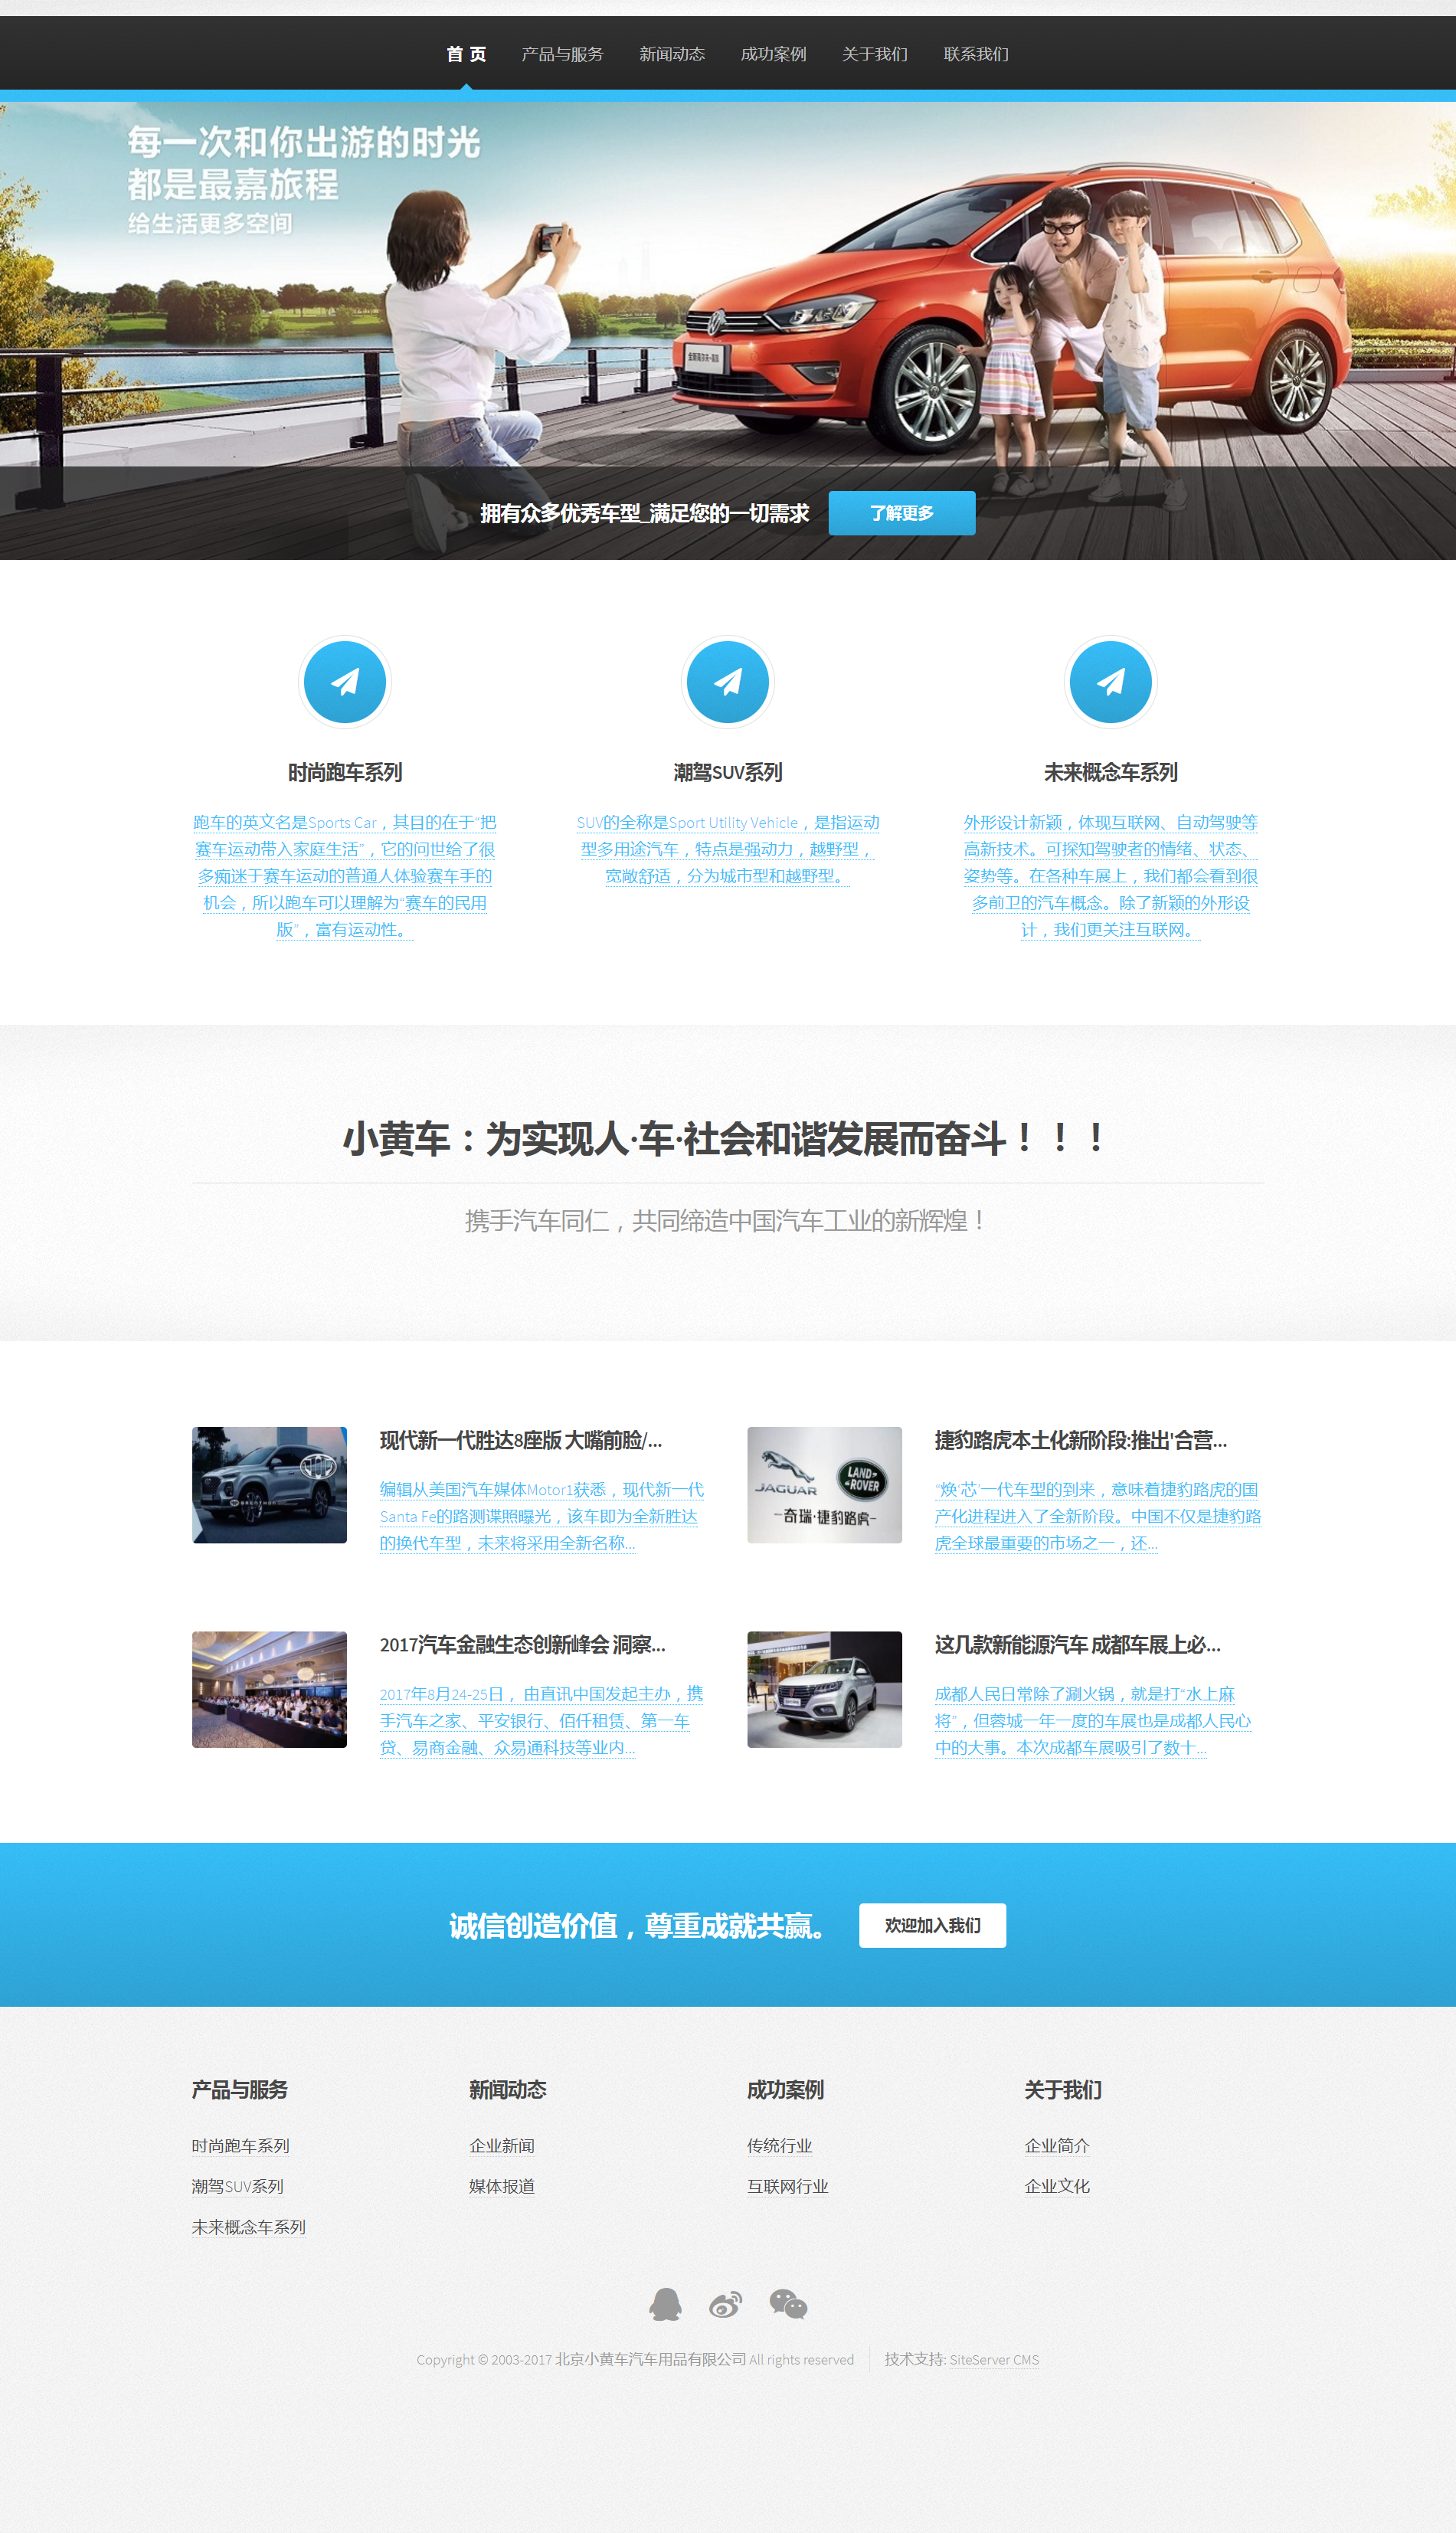 首 页 产品与服务 新闻动态 成功案例 关于我们 联系我们
每一次和你出游的时光
都是最嘉旅程
给生活更多空间
拥有众多优秀车型_满足您的一切需求 了解更多
时尚跑车系列
跑车的英文名是Sports Car，其目的在于“把
赛车运动带入家庭生活”，它的问世给了很
多痴迷于赛车运动的普通人体验赛车手的
机会，所以跑车可以理解为“赛车的民用
版”，富有运动性。
潮驾SUV系列
SUV的全称是Sport Utility Vehicle，是指运动
型多用途汽车，特点是强动力，越野型，
宽敞舒适，分为城市型和越野型。
未来概念车系列
外形设计新颖，体现互联网、自动驾驶等
高新技术。可探知驾驶者的情绪、状态、
姿势等。在各种车展上，我们都会看到很
多前卫的汽车概念。除了新颖的外形设
计，我们更关注互联网。
小黄车：为实现人·车·社会和谐发展而奋斗！！！
携手汽车同仁，共同缔造中国汽车工业的新辉煌！
现代新一代胜达8座版 大嘴前脸/...
编辑从美国汽车媒体Motor1获悉，现代新一代
Santa Fe的路测谍照曝光，该车即为全新胜达
的换代车型，未来将采用全新名称...
JAGUAR
LAND
ROVER
奇瑞·捷豹路虎
捷豹路虎本土化新阶段:推出'合营...
“焕‘芯’一代车型的到来，意味着捷豹路虎的国
产化进程进入了全新阶段。中国不仅是捷豹路
虎全球最重要的市场之一，还...
2017汽车金融生态创新峰会 洞察...
2017年8月24-25日， 由直讯中国发起主办，携
手汽车之家、平安银行、佰仟租赁、第一车
贷、易商金融、众易通科技等业内...
这几款新能源汽车 成都车展上必...
成都人民日常除了涮火锅，就是打“水上麻
将”，但蓉城一年一度的车展也是成都人民心
中的大事。本次成都车展吸引了数十...
诚信创造价值，尊重成就共赢。 欢迎加入我们
产品与服务
时尚跑车系列
潮驾SUV系列
未来概念车系列
新闻动态
企业新闻
媒体报道
成功案例
传统行业
互联网行业
关于我们
企业简介
企业文化
Copyright © 2003-2017 北京小黄车汽车用品有限公司 All rights reserved 技术支持: SiteServer CMS